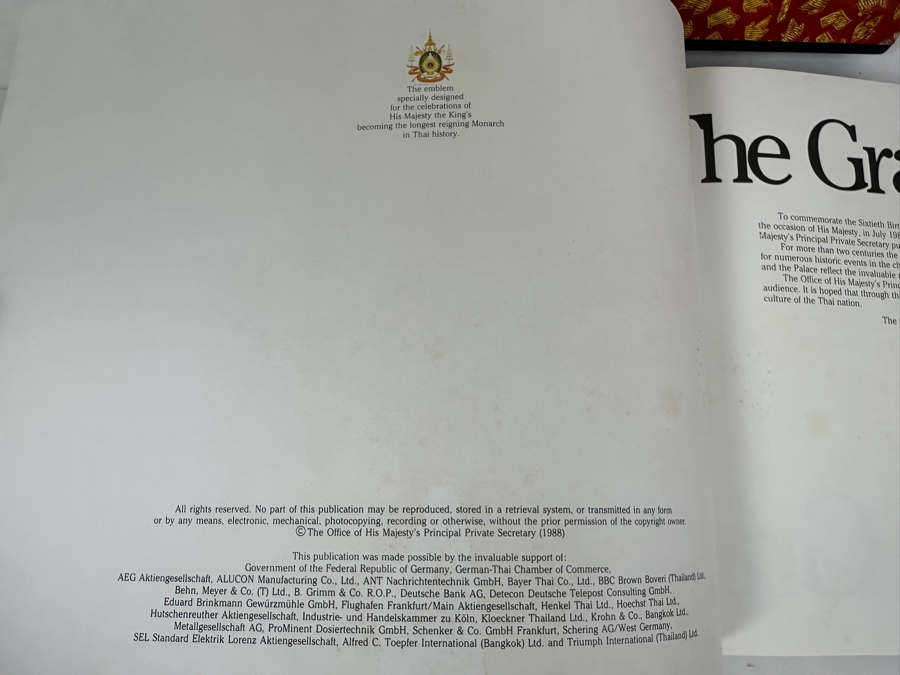 The emblem
specially designed
for the celebrations of
His Majesty the King's
becoming the longest reigning Monarch
in Thai history.
All rights reserved. No part of this publication may be reproduced, stored in a retrieval system, or transmitted in any form
or by any means, electronic, mechanical, photocopying, recording or otherwise, without the prior permission of the copyright owner.
©The Office of His Majesty's Principal Private Secretary (1988)
This publication was made possible by the invaluable support of:
Government of the Federal Republic of Germany, German-Thai Chamber of Commerce,
AEG Aktiengesellschaft, ALUCON Manufacturing Co., Ltd., ANT Nachrichtentechnik GmbH, Bayer Thai Co., Ltd., BBC Brown Boveri (Thailand) Ltd.
Behn, Meyer & Co. (T) Ltd., B. Grimm & Co. R.O.P., Deutsche Bank AG, Detecon Deutsche Telepost Consulting GmbH,
Eduard Brinkmann Gewürzmühle GmbH, Flughafen Frankfurt/Main Aktiengesellschaft, Henkel Thai Ltd., Hoechst Thai Ltd.,
Hutschenreuther Aktiengesellschaft, Industrie- und Handelskammer zu Köln, Kloeckner Thailand Ltd., Krohn & Co., Bangkok Ltd.,
Metallgesellschaft AG, ProMinent Dosiertechnik GmbH, Schenker & Co. GmbH Frankfurt, Schering AG/West Germany,
SEL Standard Elektrik Lorenz Aktiengesellschaft, Alfred C. Toepfer International (Bangkok) Ltd. and Triumph International (Thailand) Ltd.
he Gra
To commemorate the Sixtieth Birt
the occasion of His Majesty, in July 198
Majesty's Principal Private Secretary pu
For more than two centuries the
for numerous historic events in the ch
and the Palace reflect the invaluable
The Office of His Majesty's Princ
audience. It is hoped that through th
culture of the Thai nation.
The